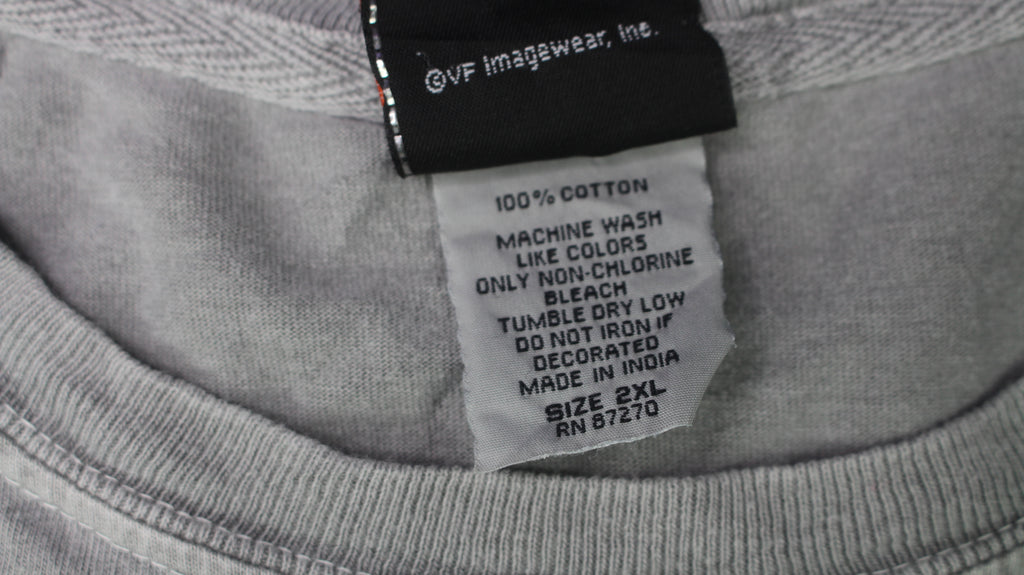 ©VF Imagewear, Inc.
100% COTTON
MACHINE WASH
LIKE COLORS
ONLY NON-CHLORINE
BLEACH
TUMBLE DRY LOW
DO NOT IRON IF
DECORATED
MADE IN INDIA
SIZE 2XL
RN 87270